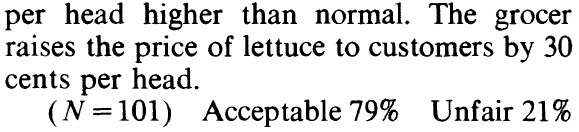 per head higher than normal. The grocer
raises the price of lettuce to customers by 30
cents per head.
(N=101) Acceptable 79% Unfair 21%